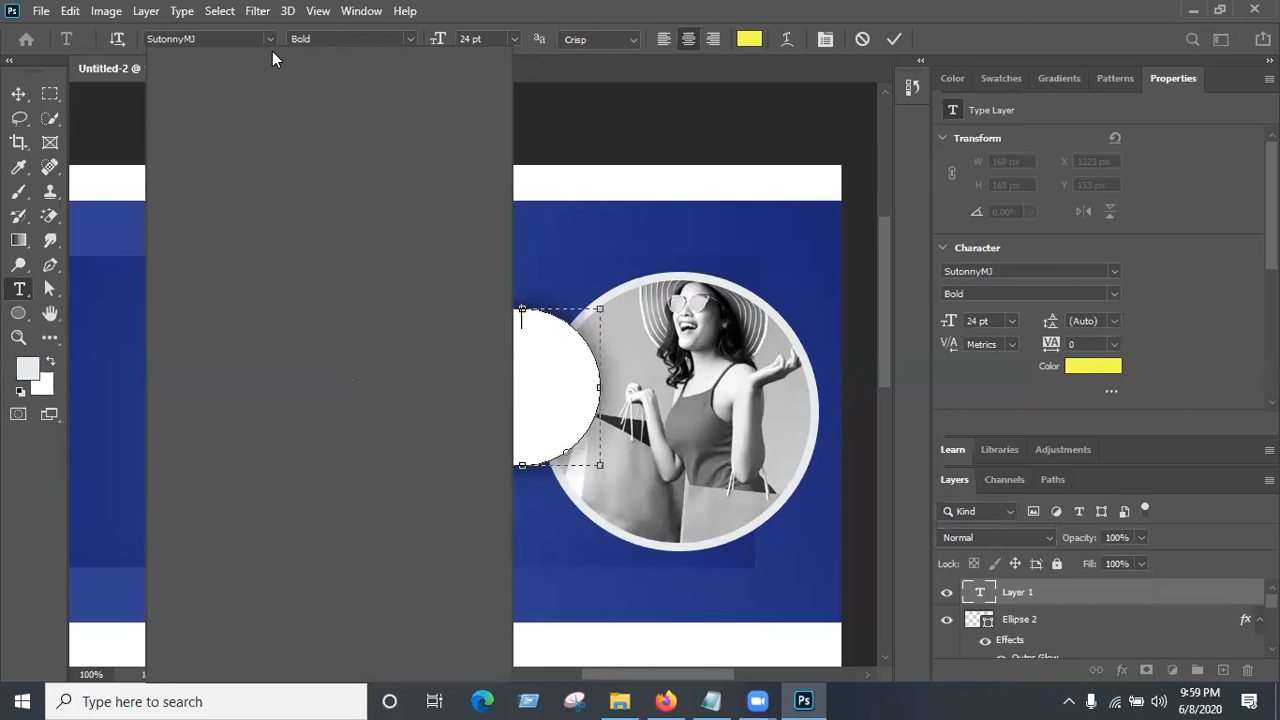 Ps File Edit Image Layer Type Select Filter 3D View Window Help
SutonnyMJ Bold 24 pt Crisp
Untitled-2 @
Color Swatches Gradients Patterns Properties
Type Layer
Transform
W 168 px X 1223 px
H 168 px Y 153 px
0.00°
Character
SutonnyMJ
Bold
24 pt (Auto)
Metrics 0
Color
Learn Libraries Adjustments
Layers Channels Paths
Kind
Normal Opacity: 100%
Lock: Fill: 100%
Layer 1
Ellipse 2 fx
Effects
Outer Glow
100%
Type here to search
Ps
9:59 PM
6/8/2020